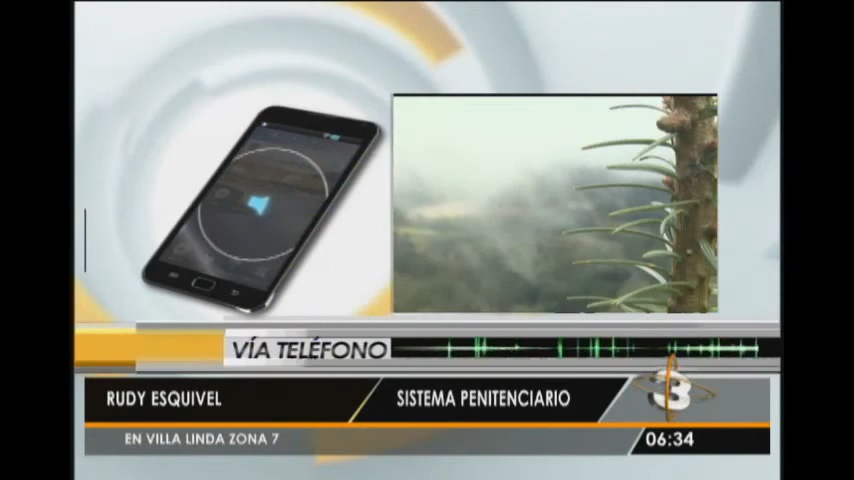 VÍA TELÉFONO
RUDY ESQUIVEL
SISTEMA PENITENCIARIO
3
EN VILLA LINDA ZONA 7
06:34